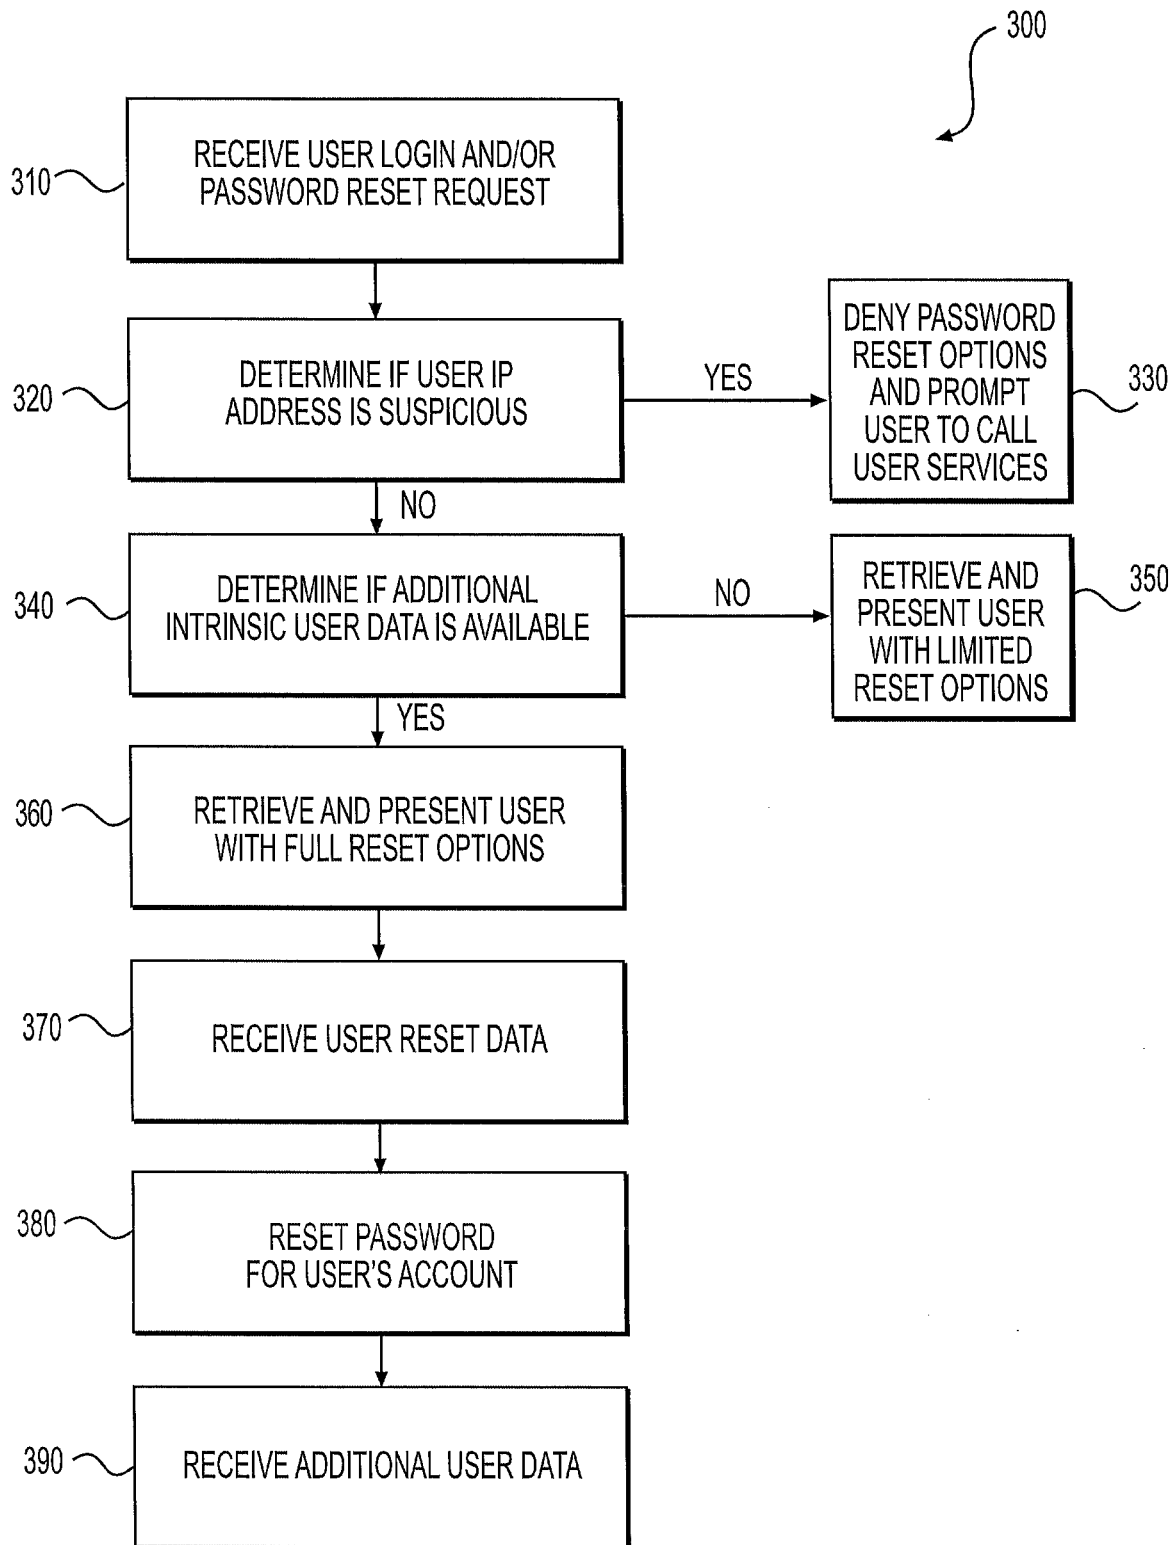 300
310
RECEIVE USER LOGIN AND/OR
PASSWORD RESET REQUEST
320
DETERMINE IF USER IP
ADDRESS IS SUSPICIOUS
YES
DENY PASSWORD
RESET OPTIONS
AND PROMPT
USER TO CALL
USER SERVICES
330
NO
340
DETERMINE IF ADDITIONAL
INTRINSIC USER DATA IS AVAILABLE
NO
RETRIEVE AND
PRESENT USER
WITH LIMITED
RESET OPTIONS
350
YES
360
RETRIEVE AND PRESENT USER
WITH FULL RESET OPTIONS
370
RECEIVE USER RESET DATA
380
RESET PASSWORD
FOR USER'S ACCOUNT
390
RECEIVE ADDITIONAL USER DATA